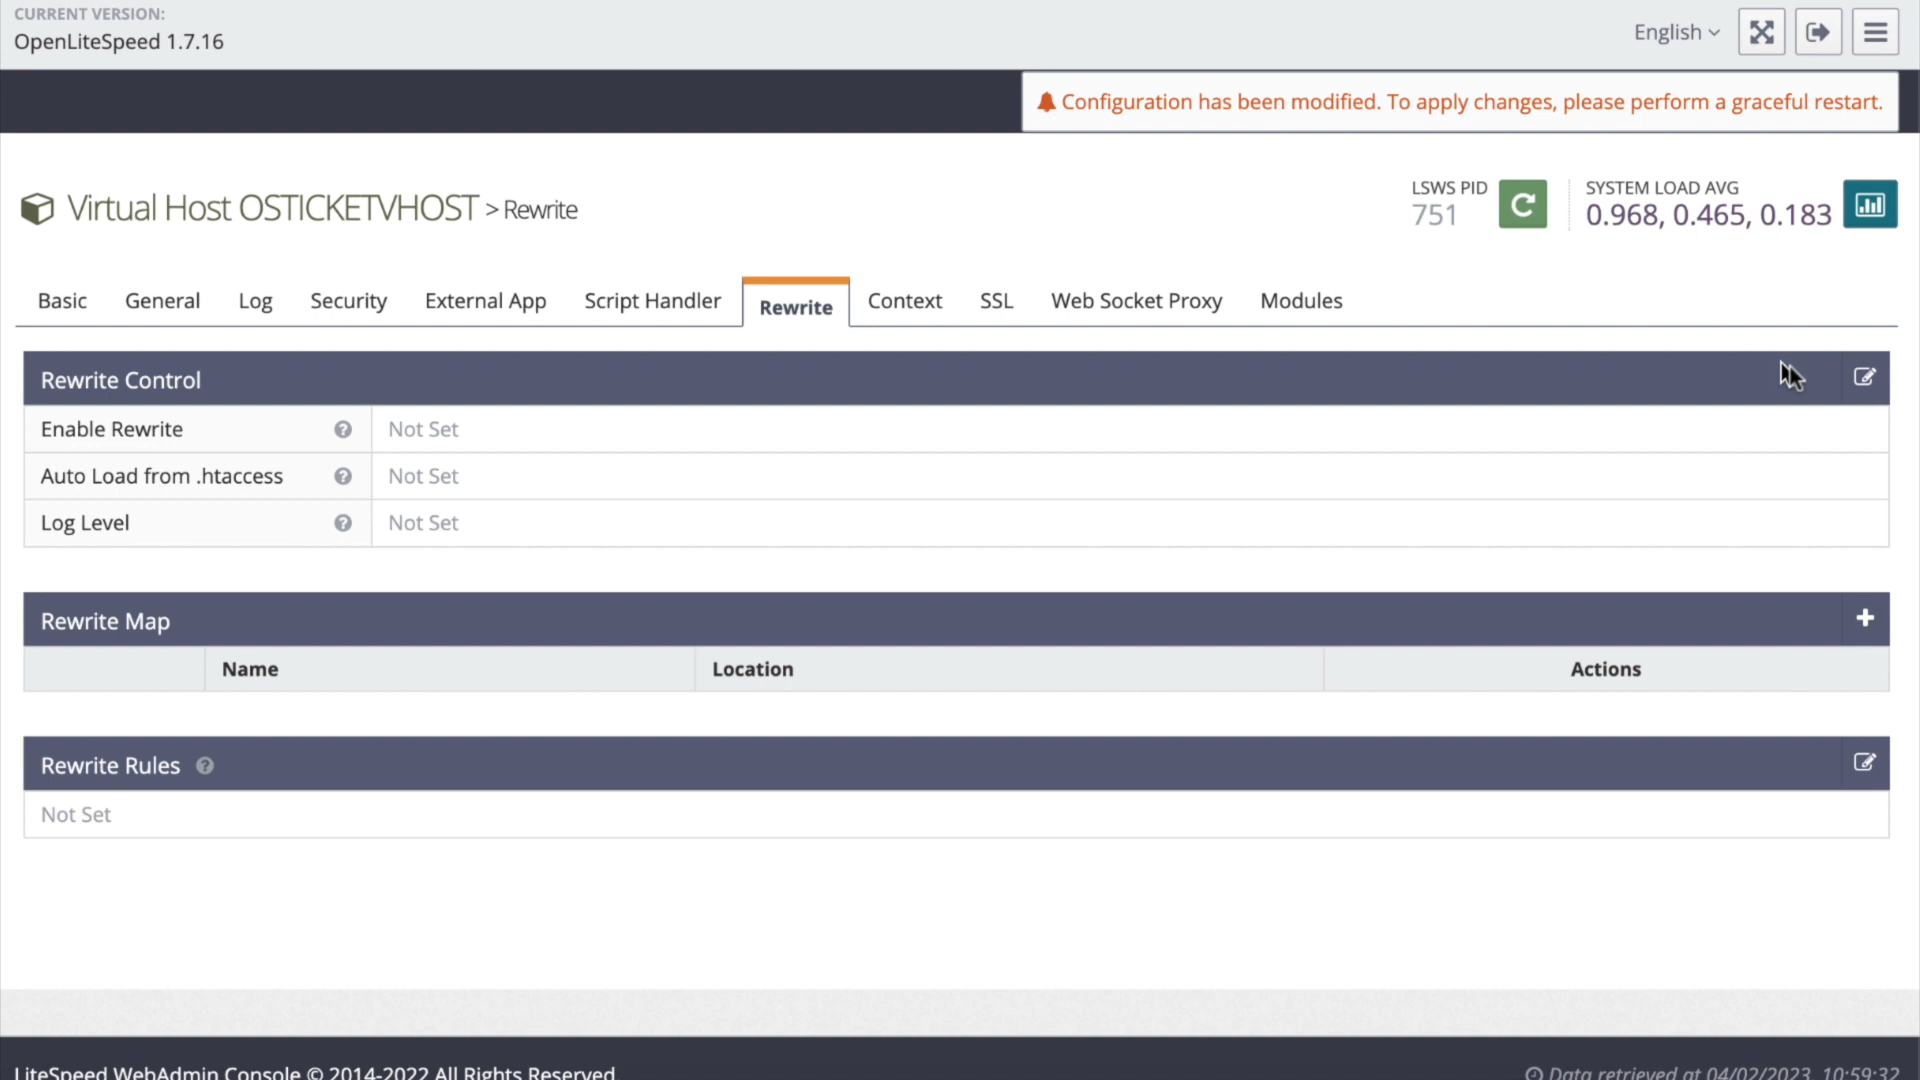 CURRENT VERSION:
OpenLiteSpeed 1.7.16
English
Configuration has been modified. To apply changes, please perform a graceful restart.
Virtual Host OSTICKETVHOST > Rewrite
LSWS PID
751
SYSTEM LOAD AVG
0.968, 0.465, 0.183
Basic General Log Security External App Script Handler Rewrite Context SSL Web Socket Proxy Modules
Rewrite Control
Enable Rewrite Not Set
Auto Load from .htaccess Not Set
Log Level Not Set
Rewrite Map
Name Location Actions
Rewrite Rules
Not Set
LiteSpeed WebAdmin Console © 2014-2022 All Rights Reserved.
Data retrieved at 04/02/2023, 10:59:32